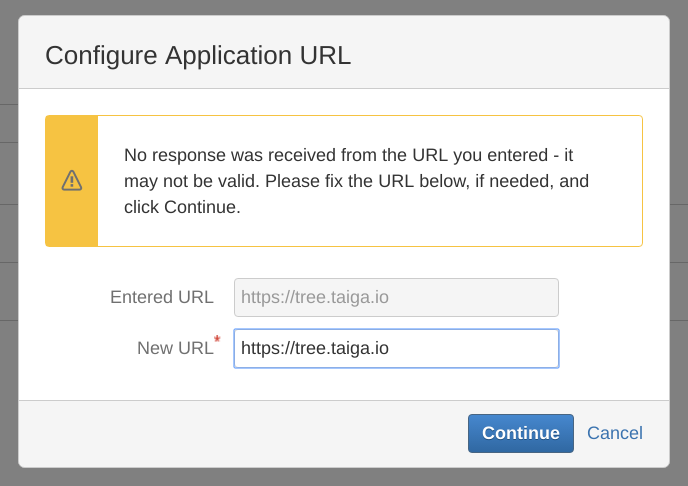 Configure Application URL
No response was received from the URL you entered - it
may not be valid. Please fix the URL below, if needed, and
click Continue.
Entered URL https://tree.taiga.io
New URL* https://tree.taiga.io
Continue Cancel